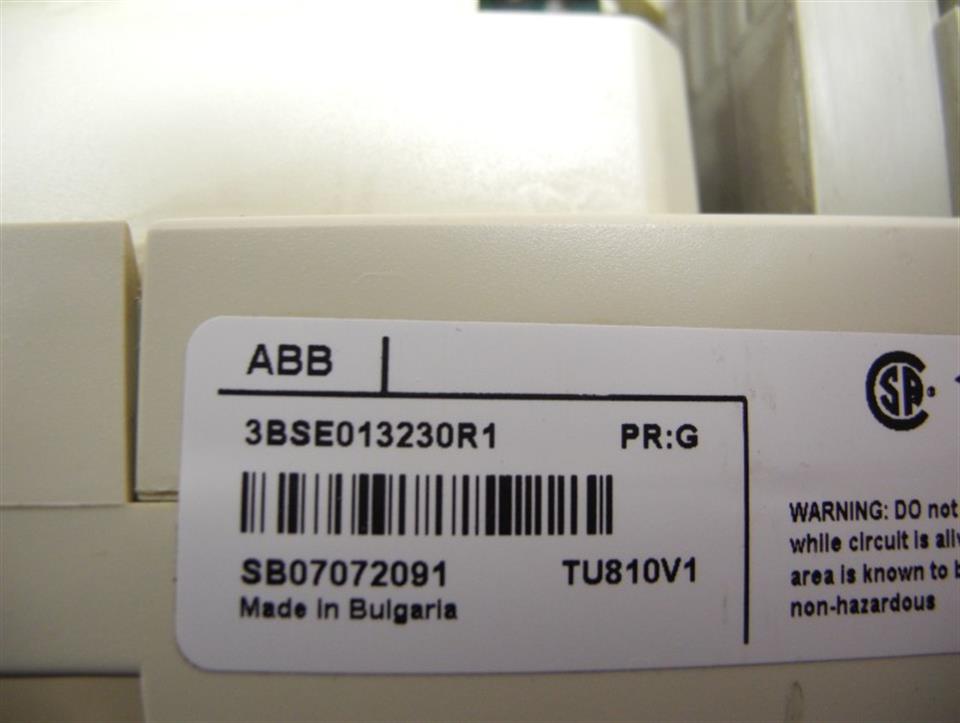 ABB
3BSE013230R1 PR:G
SB07072091 TU810V1
Made in Bulgaria
WARNING: DO not
while circuit is
area is known to
non-hazardous